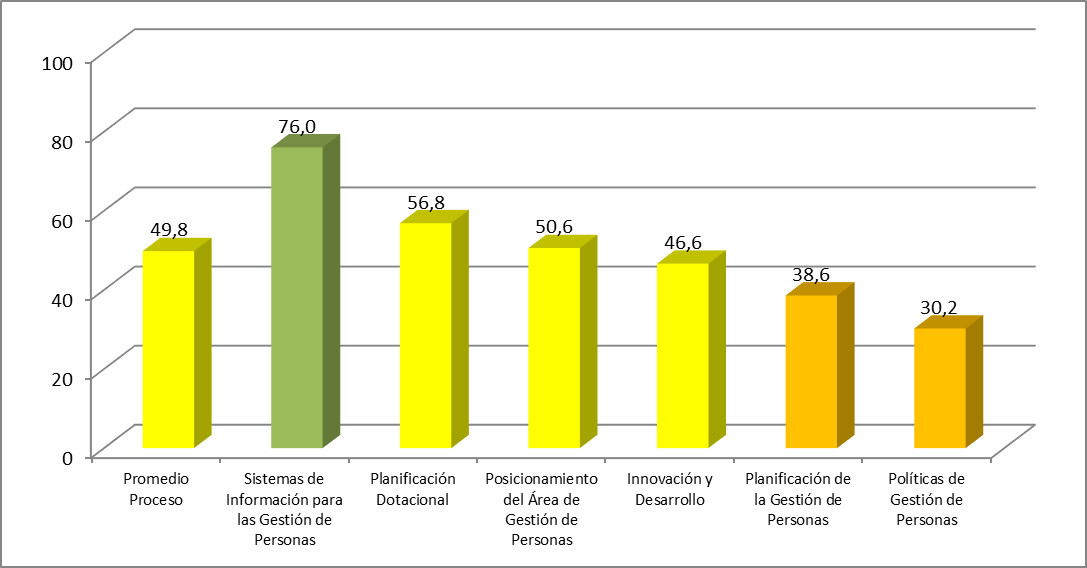 100
80
60
40
20
0
49,8
76,0
56,8
50,6
46,6
38,6
30,2
Promedio
Proceso
Sistemas de
Información para
las Gestión de
Personas
Planificación
Dotacional
Posicionamiento
del Área de
Gestión de
Personas
Innovación y
Desarrollo
Planificación de
la Gestión de
Personas
Políticas de
Gestión de
Personas